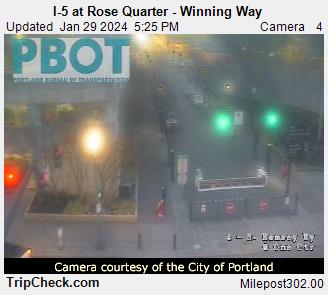 I-5 at Rose Quarter - Winning Way
Updated Jan 29 2024 5:25 PM Camera 4
PBOT
PORTLAND BUREAU OF TRANSPORTATION
Camera courtesy of the City of Portland
TripCheck.com Milepost302.00